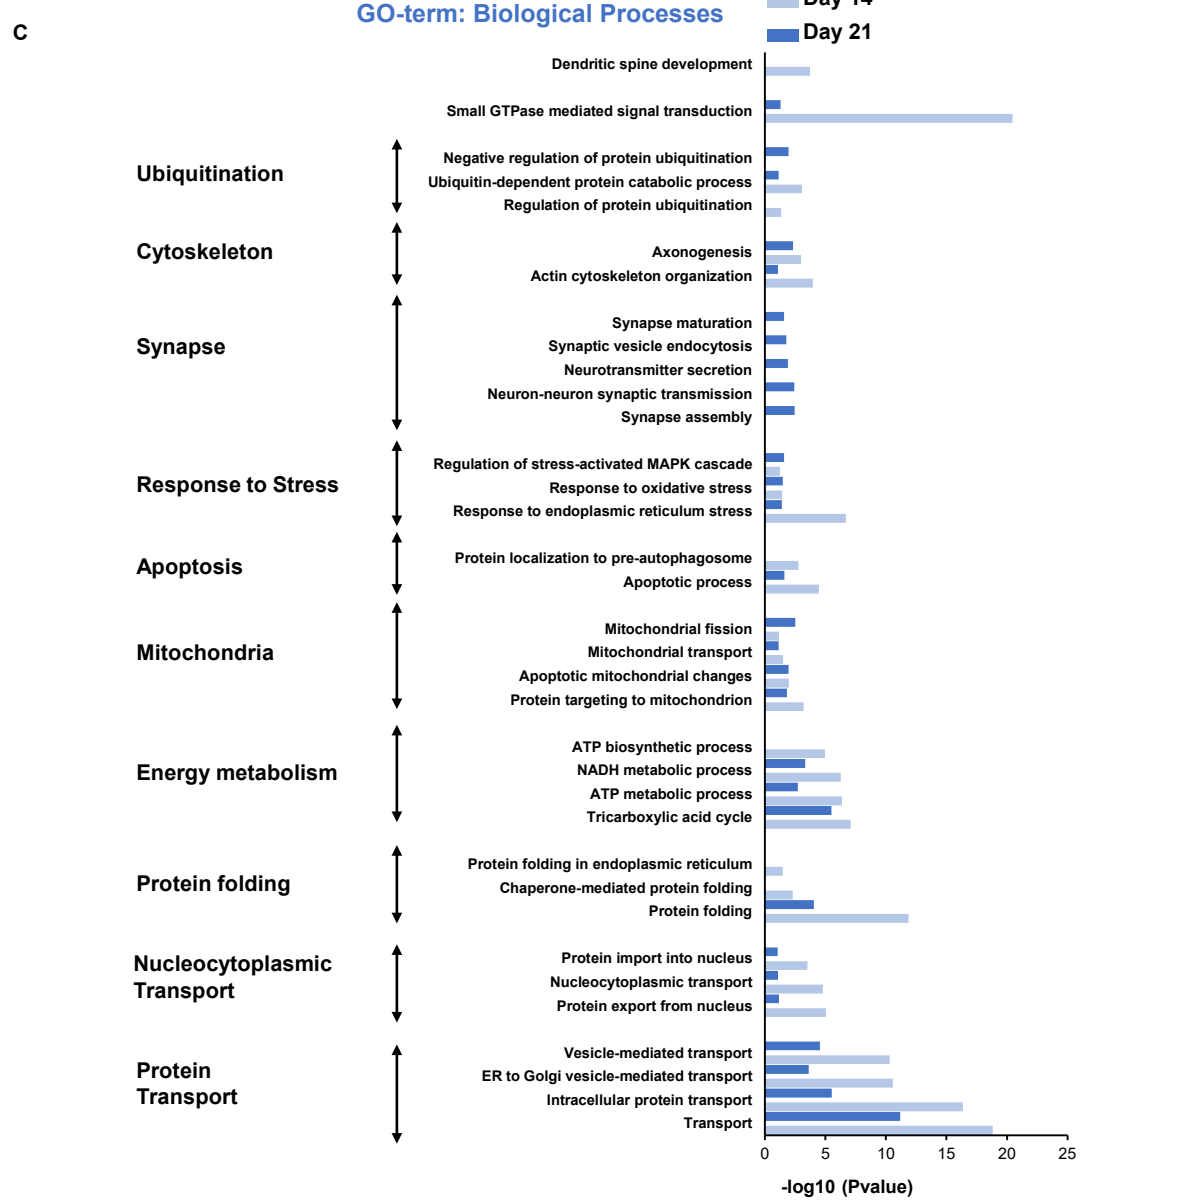 GO-term: Biological Processes
Day 14
C
Day 21
Dendritic spine development
Small GTPase mediated signal transduction
Ubiquitination
Negative regulation of protein ubiquitination
Ubiquitin-dependent protein catabolic process
Regulation of protein ubiquitination
Cytoskeleton
Axonogenesis
Actin cytoskeleton organization
Synapse
Synapse maturation
Synaptic vesicle endocytosis
Neurotransmitter secretion
Neuron-neuron synaptic transmission
Synapse assembly
Response to Stress
Regulation of stress-activated MAPK cascade
Response to oxidative stress
Response to endoplasmic reticulum stress
Apoptosis
Protein localization to pre-autophagosome
Apoptotic process
Mitochondria
Mitochondrial fission
Mitochondrial transport
Apoptotic mitochondrial changes
Protein targeting to mitochondrion
Energy metabolism
ATP biosynthetic process
NADH metabolic process
ATP metabolic process
Tricarboxylic acid cycle
Protein folding
Protein folding in endoplasmic reticulum
Chaperone-mediated protein folding
Protein folding
Nucleocytoplasmic
Transport
Protein import into nucleus
Nucleocytoplasmic transport
Protein export from nucleus
Protein
Transport
Vesicle-mediated transport
ER to Golgi vesicle-mediated transport
Intracellular protein transport
Transport
0 5 10 15 20 25
-log10 (Pvalue)